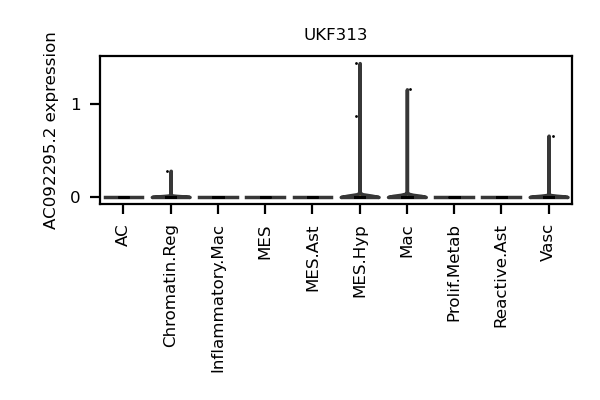 UKF313
AC092295.2 expression
1
0
AC
Chromatin.Reg
Inflammatory.Mac
MES
MES.Ast
MES.Hyp
Mac
Prolif.Metab
Reactive.Ast
Vasc